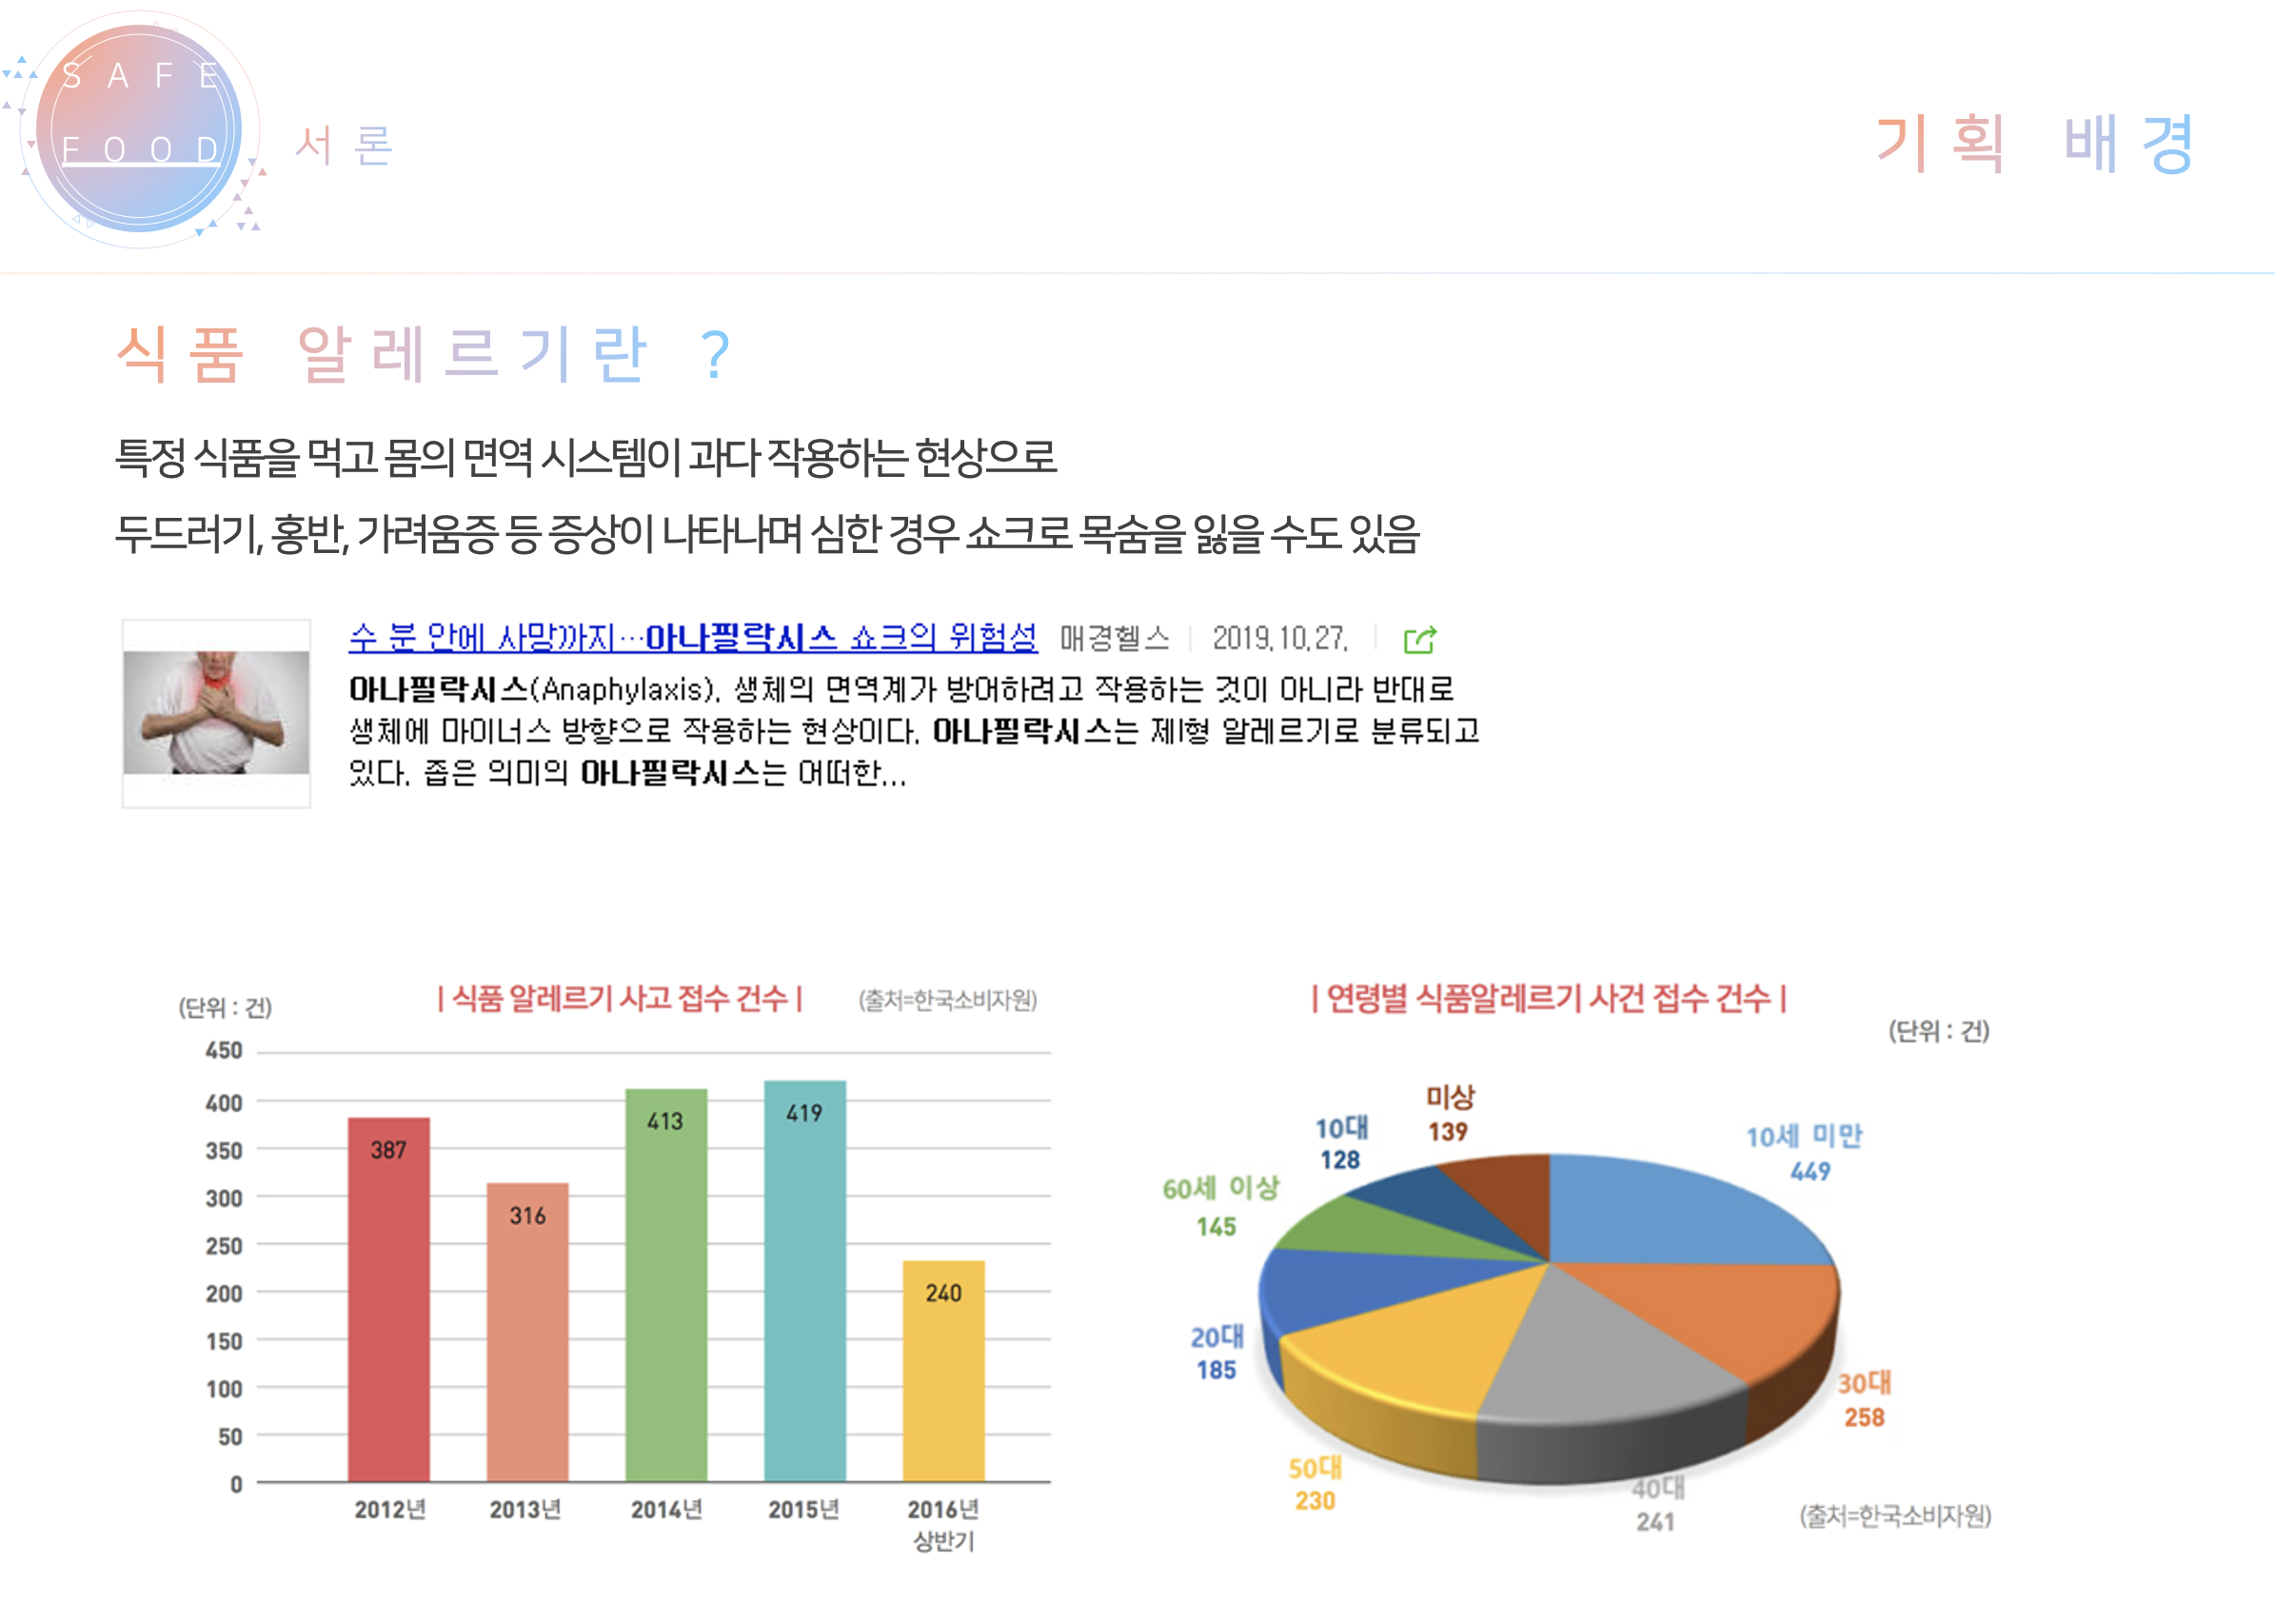 SAFE
FOOD
서론
기획 배경
식품 알레르기란 ?
특정 식품을 먹고 몸의 면역 시스템이 과다 작용하는 현상으로
두드러기, 홍반, 가려움증 등 증상이 나타나며 심한 경우 쇼크로 목숨을 잃을 수도 있음
수 분 안에 사망까지…아나필락시스 쇼크의 위험성 매경헬스 | 2019.10.27. |
아나필락시스(Anaphylaxis). 생체의 면역계가 방어하려고 작용하는 것이 아니라 반대로
생체에 마이너스 방향으로 작용하는 현상이다. 아나필락시스는 제I형 알레르기로 분류되고
있다. 좁은 의미의 아나필락시스는 어떠한...
(단위 : 건)
| 식품 알레르기 사고 접수 건수 |
(출처=한국소비자원)
450
400
350
300
250
200
150
100
50
0
387
316
413
419
240
2012년
2013년
2014년
2015년
2016년
상반기
| 연령별 식품알레르기 사건 접수 건수 |
(단위 : 건)
미상
139
10대
128
10세 미만
449
60세 이상
145
20대
185
30대
258
50대
230
40대
241
(출처=한국소비자원)